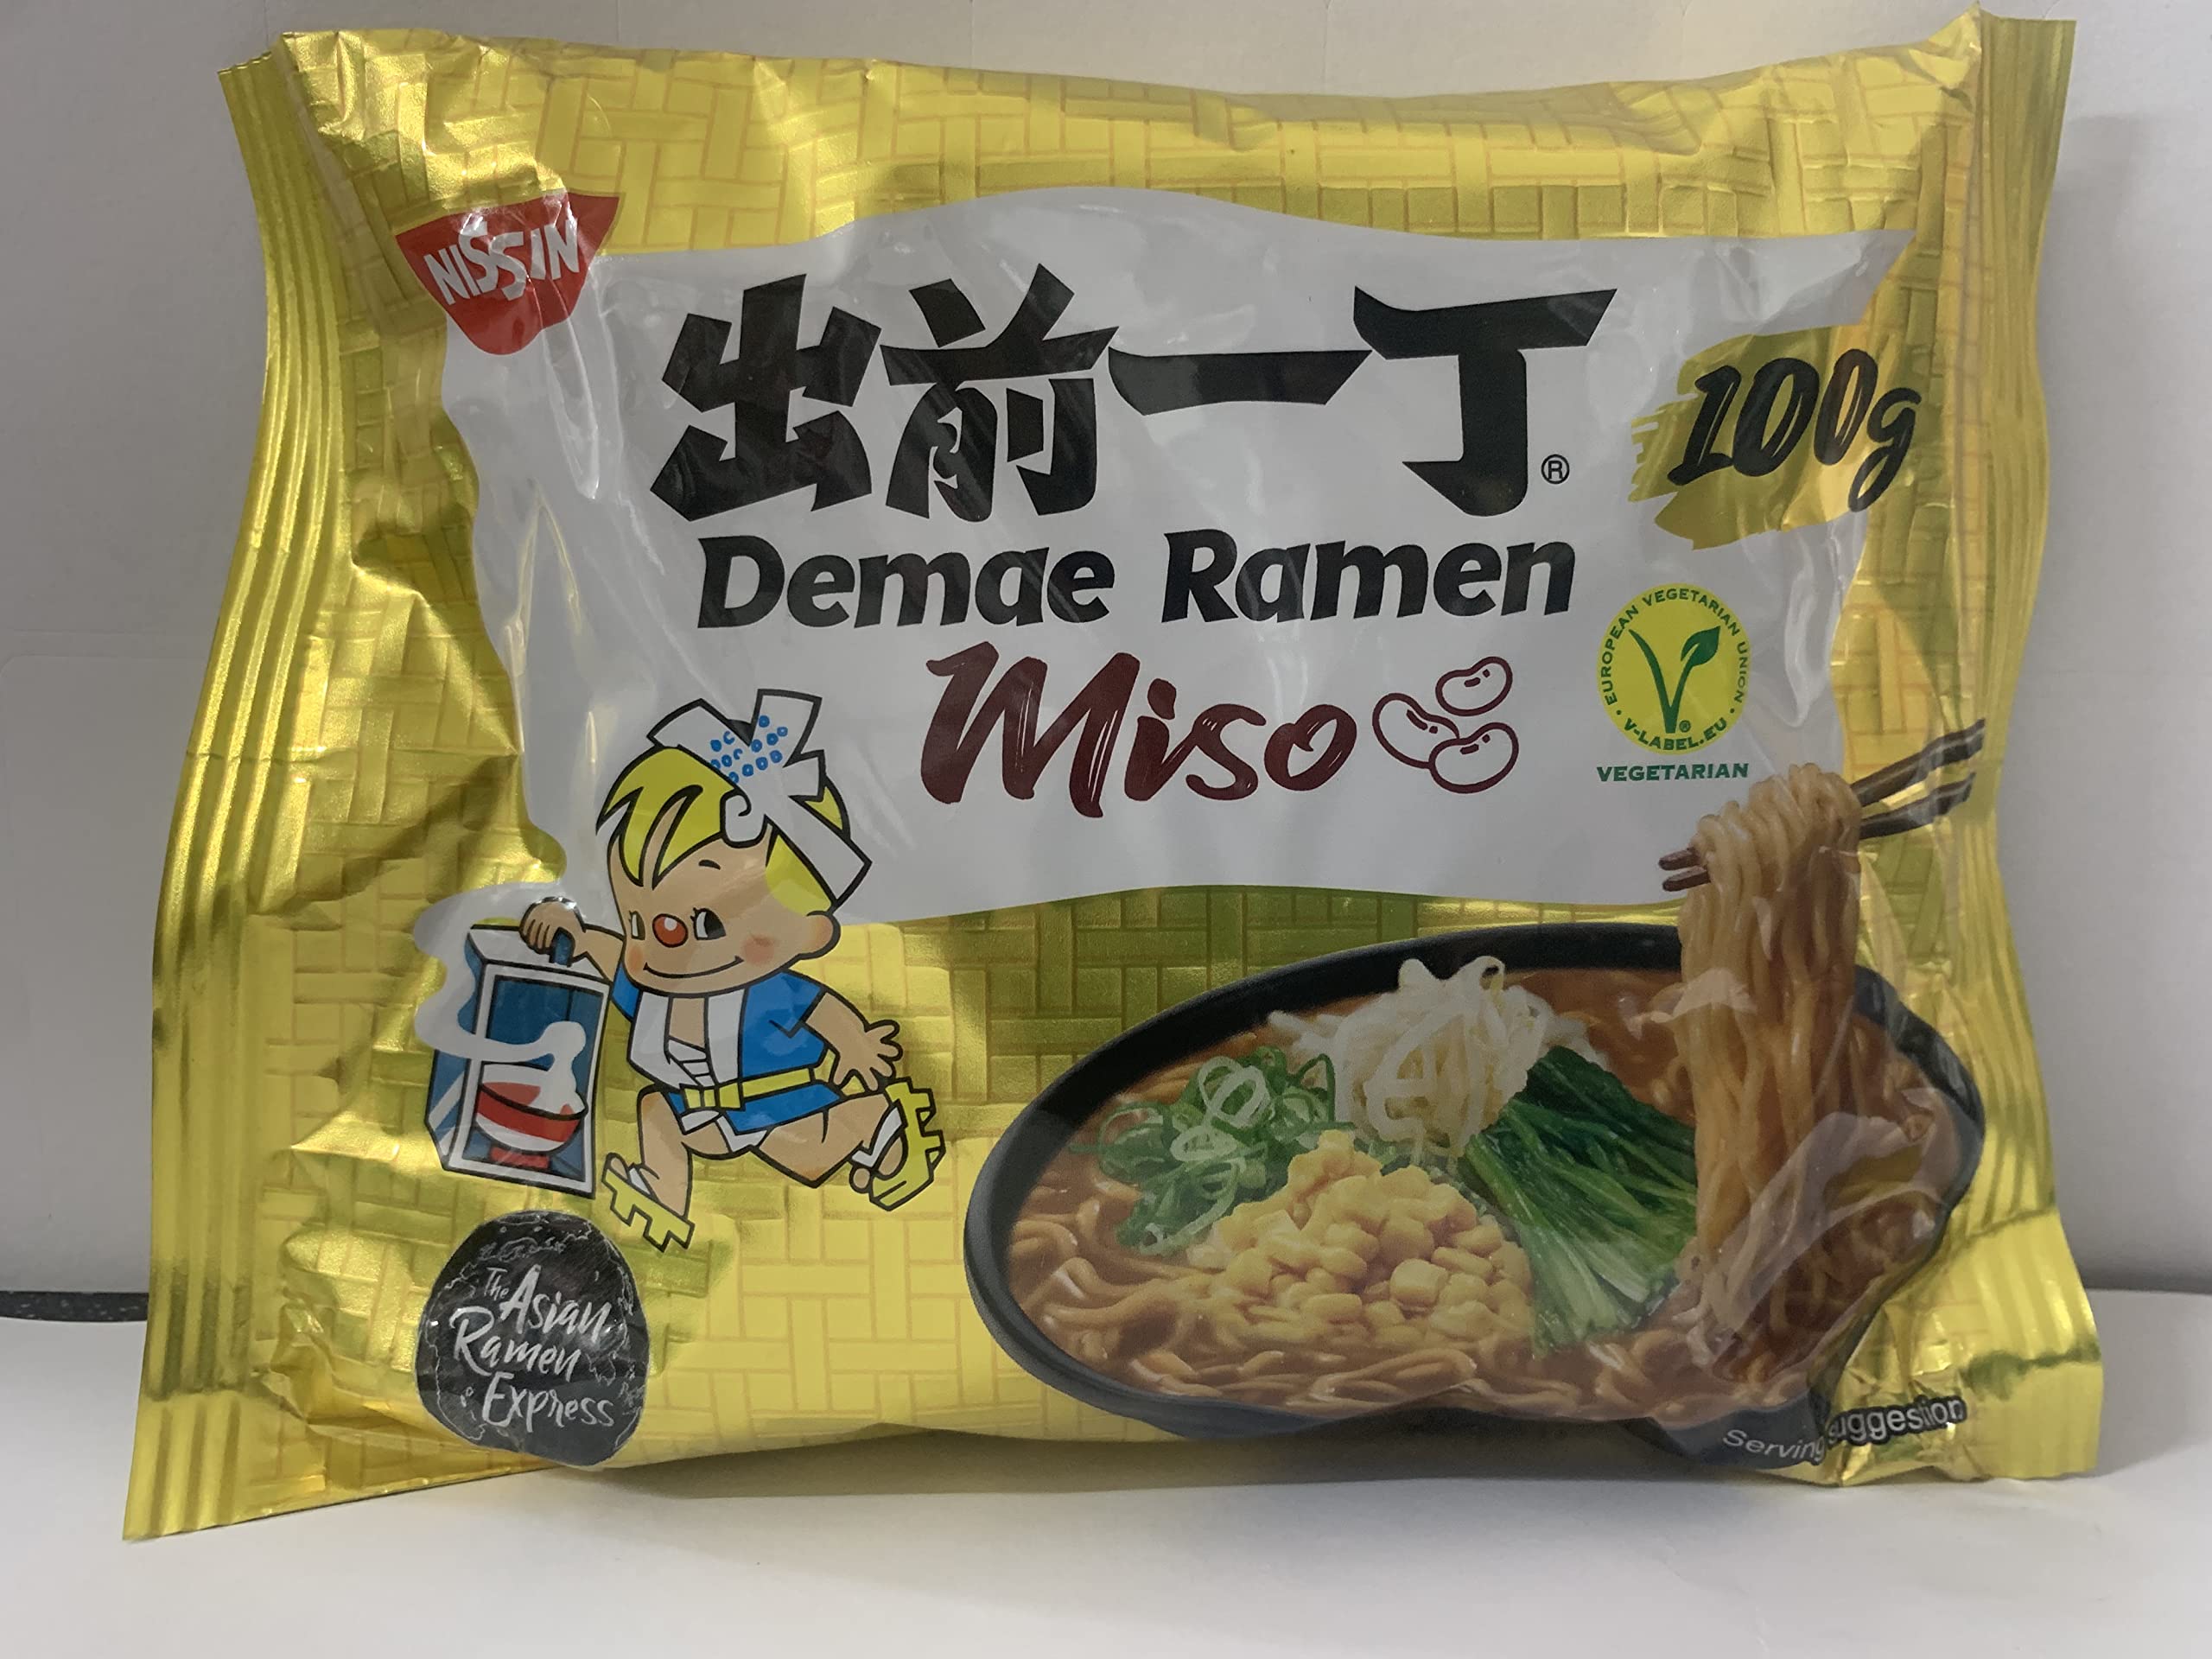 NISSIN
出前一丁®
100g
Demae Ramen
Miso
EUROPEAN VEGETARIAN UNION
V-LABEL.EU
VEGETARIAN
The Asian
Ramen
Express
Serving suggestion